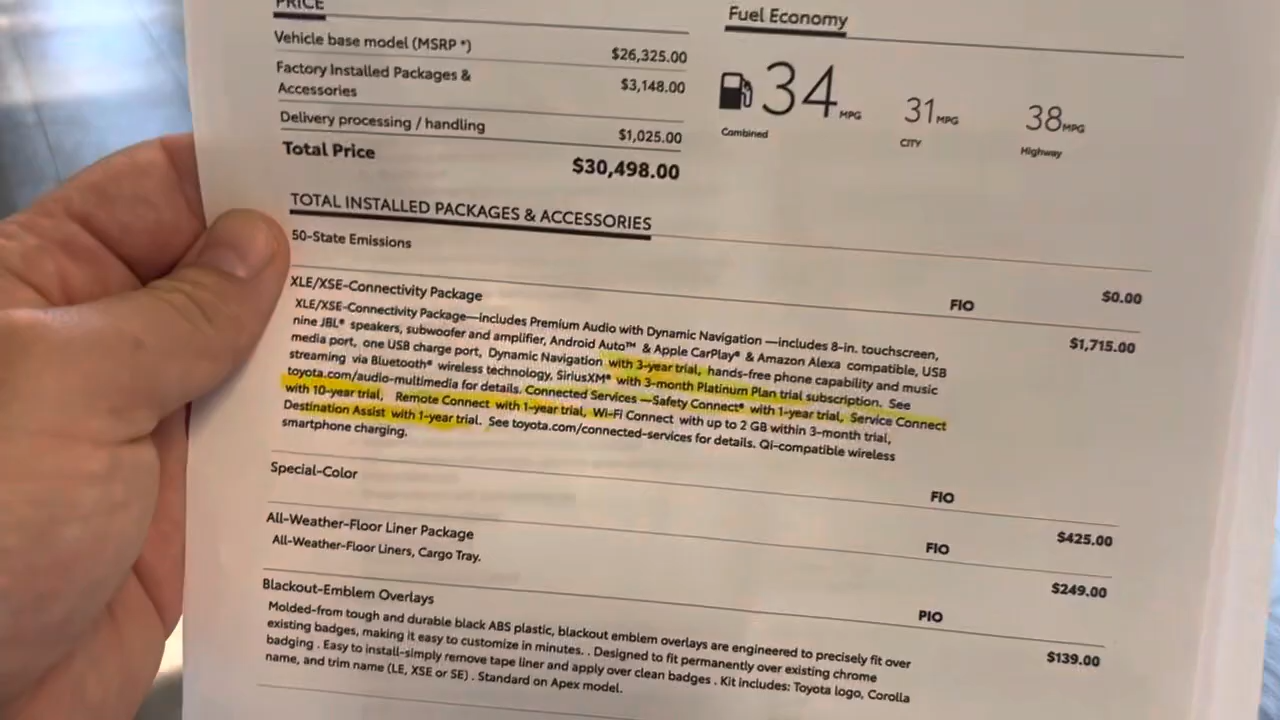 PRICE
Vehicle base model (MSRP *) $26,325.00
Factory Installed Packages &
Accessories $3,148.00
Delivery processing / handling $1,025.00
Total Price $30,498.00
Fuel Economy
34 MPG
Combined
31 MPG
CITY
38 MPG
Highway
TOTAL INSTALLED PACKAGES & ACCESSORIES
50-State Emissions FIO $0.00
XLE/XSE-Connectivity Package $1,715.00
XLE/XSE-Connectivity Package—includes Premium Audio with Dynamic Navigation —includes 8-in. touchscreen,
nine JBL® speakers, subwoofer and amplifier, Android Auto™ & Apple CarPlay® & Amazon Alexa compatible, USB
media port, one USB charge port, Dynamic Navigation with 3-year trial, hands-free phone capability and music
streaming via Bluetooth® wireless technology, SiriusXM® with 3-month Platinum Plan trial subscription. See
toyota.com/audio-multimedia for details. Connected Services —Safety Connect® with 1-year trial, Service Connect
with 10-year trial, Remote Connect with 1-year trial, Wi-Fi Connect with up to 2 GB within 3-month trial,
Destination Assist with 1-year trial. See toyota.com/connected-services for details. Qi-compatible wireless
smartphone charging.
Special-Color FIO $425.00
All-Weather-Floor Liner Package FIO $249.00
All-Weather-Floor Liners, Cargo Tray.
Blackout-Emblem Overlays PIO $139.00
Molded-from tough and durable black ABS plastic, blackout emblem overlays are engineered to precisely fit over
existing badges, making it easy to customize in minutes. . Designed to fit permanently over existing chrome
badging . Easy to install-simply remove tape liner and apply over clean badges . Kit includes: Toyota logo, Corolla
name, and trim name (LE, XSE or SE) . Standard on Apex model.